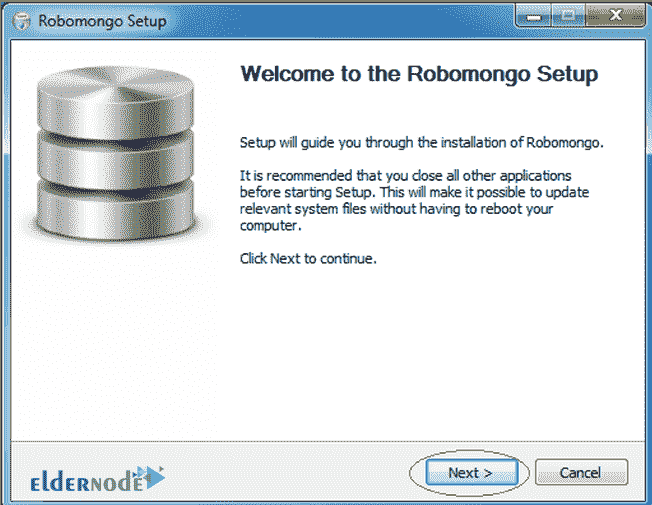 Robomongo Setup
Welcome to the Robomongo Setup
Setup will guide you through the installation of Robomongo.
It is recommended that you close all other applications
before starting Setup. This will make it possible to update
relevant system files without having to reboot your
computer.
Click Next to continue.
eldernode
Next >
Cancel